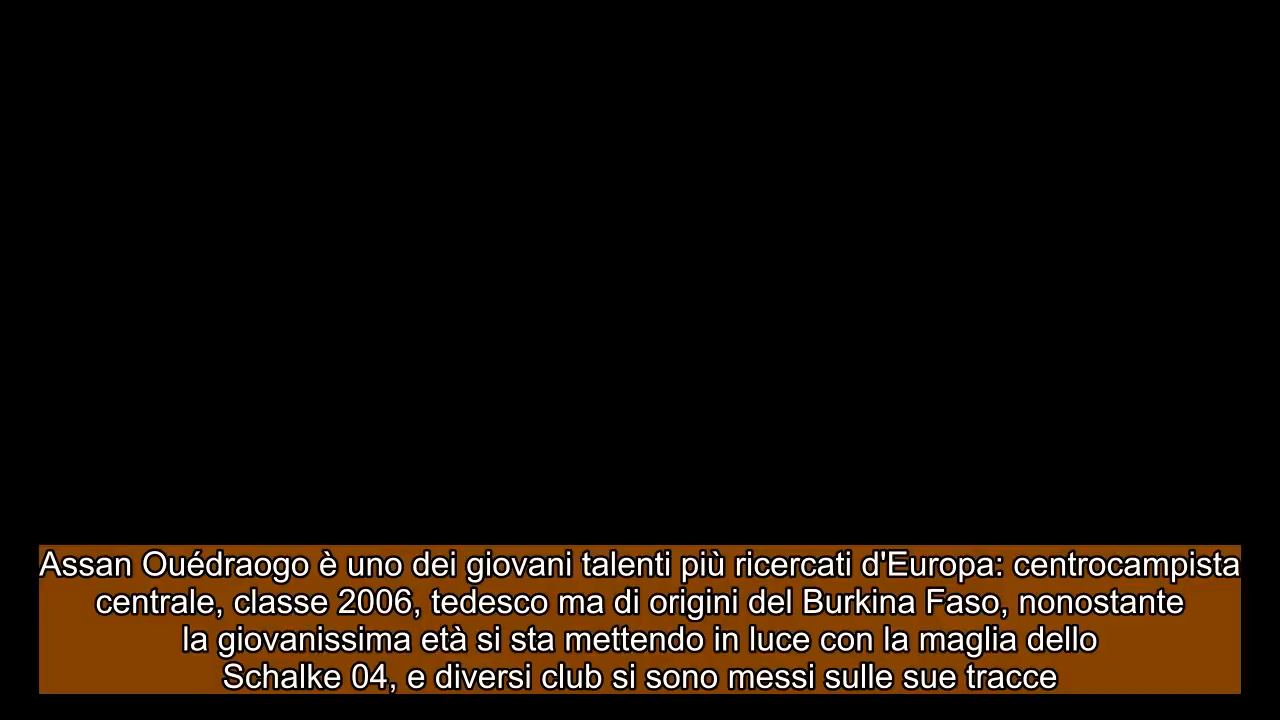 Assan Ouédraogo è uno dei giovani talenti più ricercati d'Europa: centrocampista
centrale, classe 2006, tedesco ma di origini del Burkina Faso, nonostante
la giovanissima età si sta mettendo in luce con la maglia dello
Schalke 04, e diversi club si sono messi sulle sue tracce